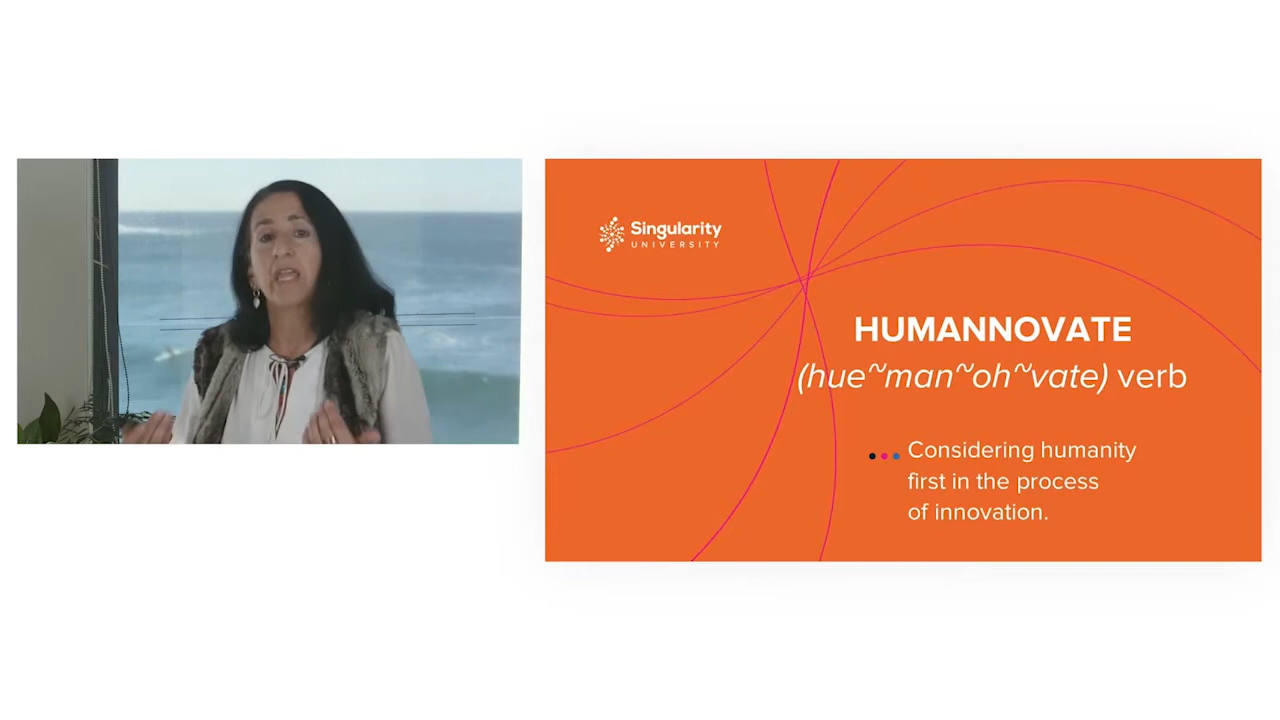 Singularity
UNIVERSITY
HUMANNOVATE
(hue~man~oh~vate) verb
Considering humanity
first in the process
of innovation.